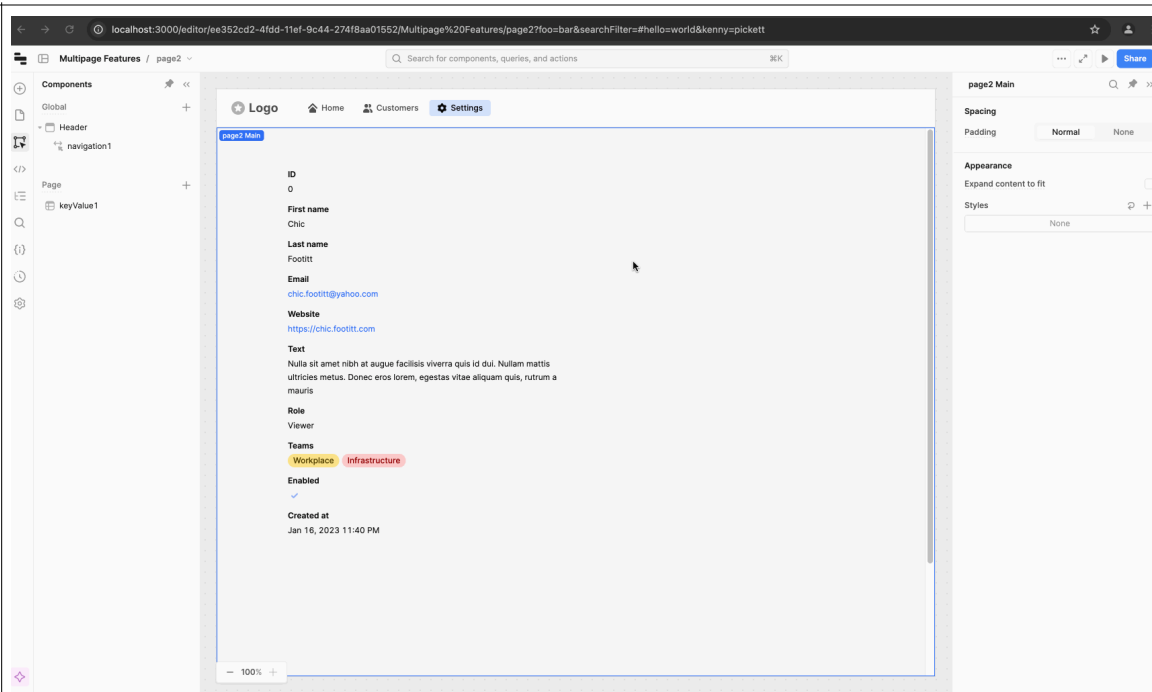 localhost:3000/editor/ee352cd2-4fdd-11ef-9c44-274f8aa01552/Multipage%20Features/page2?foo=bar&searchFilter=#hello=world&kenny=pickett
Multipage Features / page2
Search for components, queries, and actions ⌘K
Share
Components
Global
Header
navigation1
Page
keyValue1
Logo Home Customers Settings
page2 Main
ID
0
First name
Chic
Last name
Footitt
Email
chic.footitt@yahoo.com
Website
https://chic.footitt.com
Text
Nulla sit amet nibh at augue facilisis viverra quis id dui. Nullam mattis
ultricies metus. Donec eros lorem, egestas vitae aliquam quis, rutrum a
mauris
Role
Viewer
Teams
Workplace Infrastructure
Enabled
Created at
Jan 16, 2023 11:40 PM
100%
page2 Main
Spacing
Padding Normal None
Appearance
Expand content to fit
Styles
None